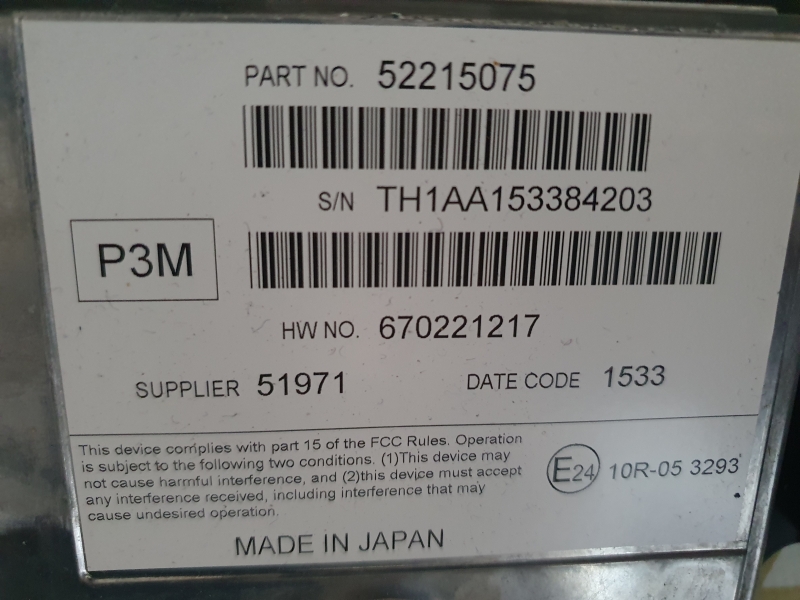 PART NO. 52215075
S/N TH1AA153384203
P3M
HW NO. 670221217
SUPPLIER 51971 DATE CODE 1533
This device complies with part 15 of the FCC Rules. Operation
is subject to the following two conditions. (1)This device may
not cause harmful interference, and (2)this device must accept
any interference received, including interference that may
cause undesired operation.
E24 10R-05 3293
MADE IN JAPAN